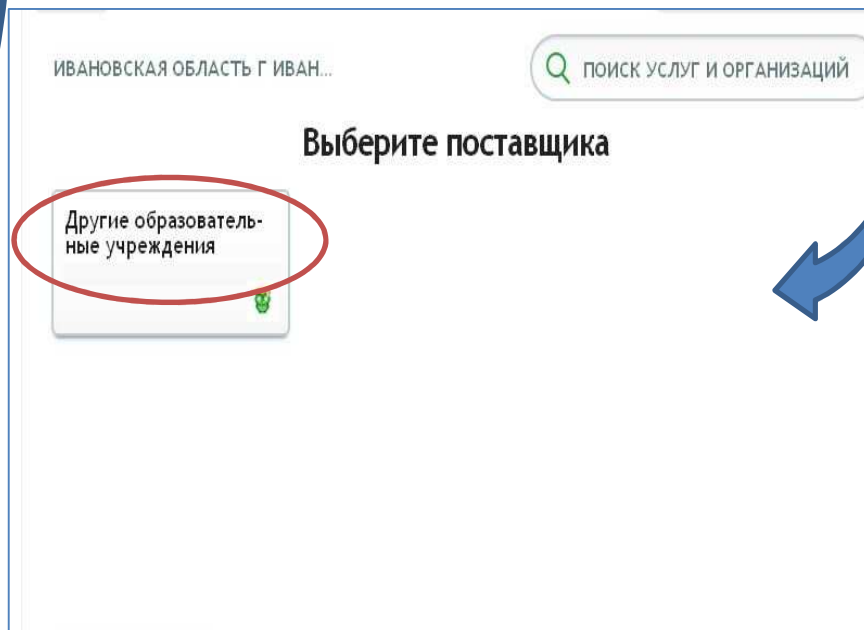 ИВАНОВСКАЯ ОБЛАСТЬ Г ИВАН...
ПОИСК УСЛУГ И ОРГАНИЗАЦИЙ
Выберите поставщика
Другие образователь-
ные учреждения